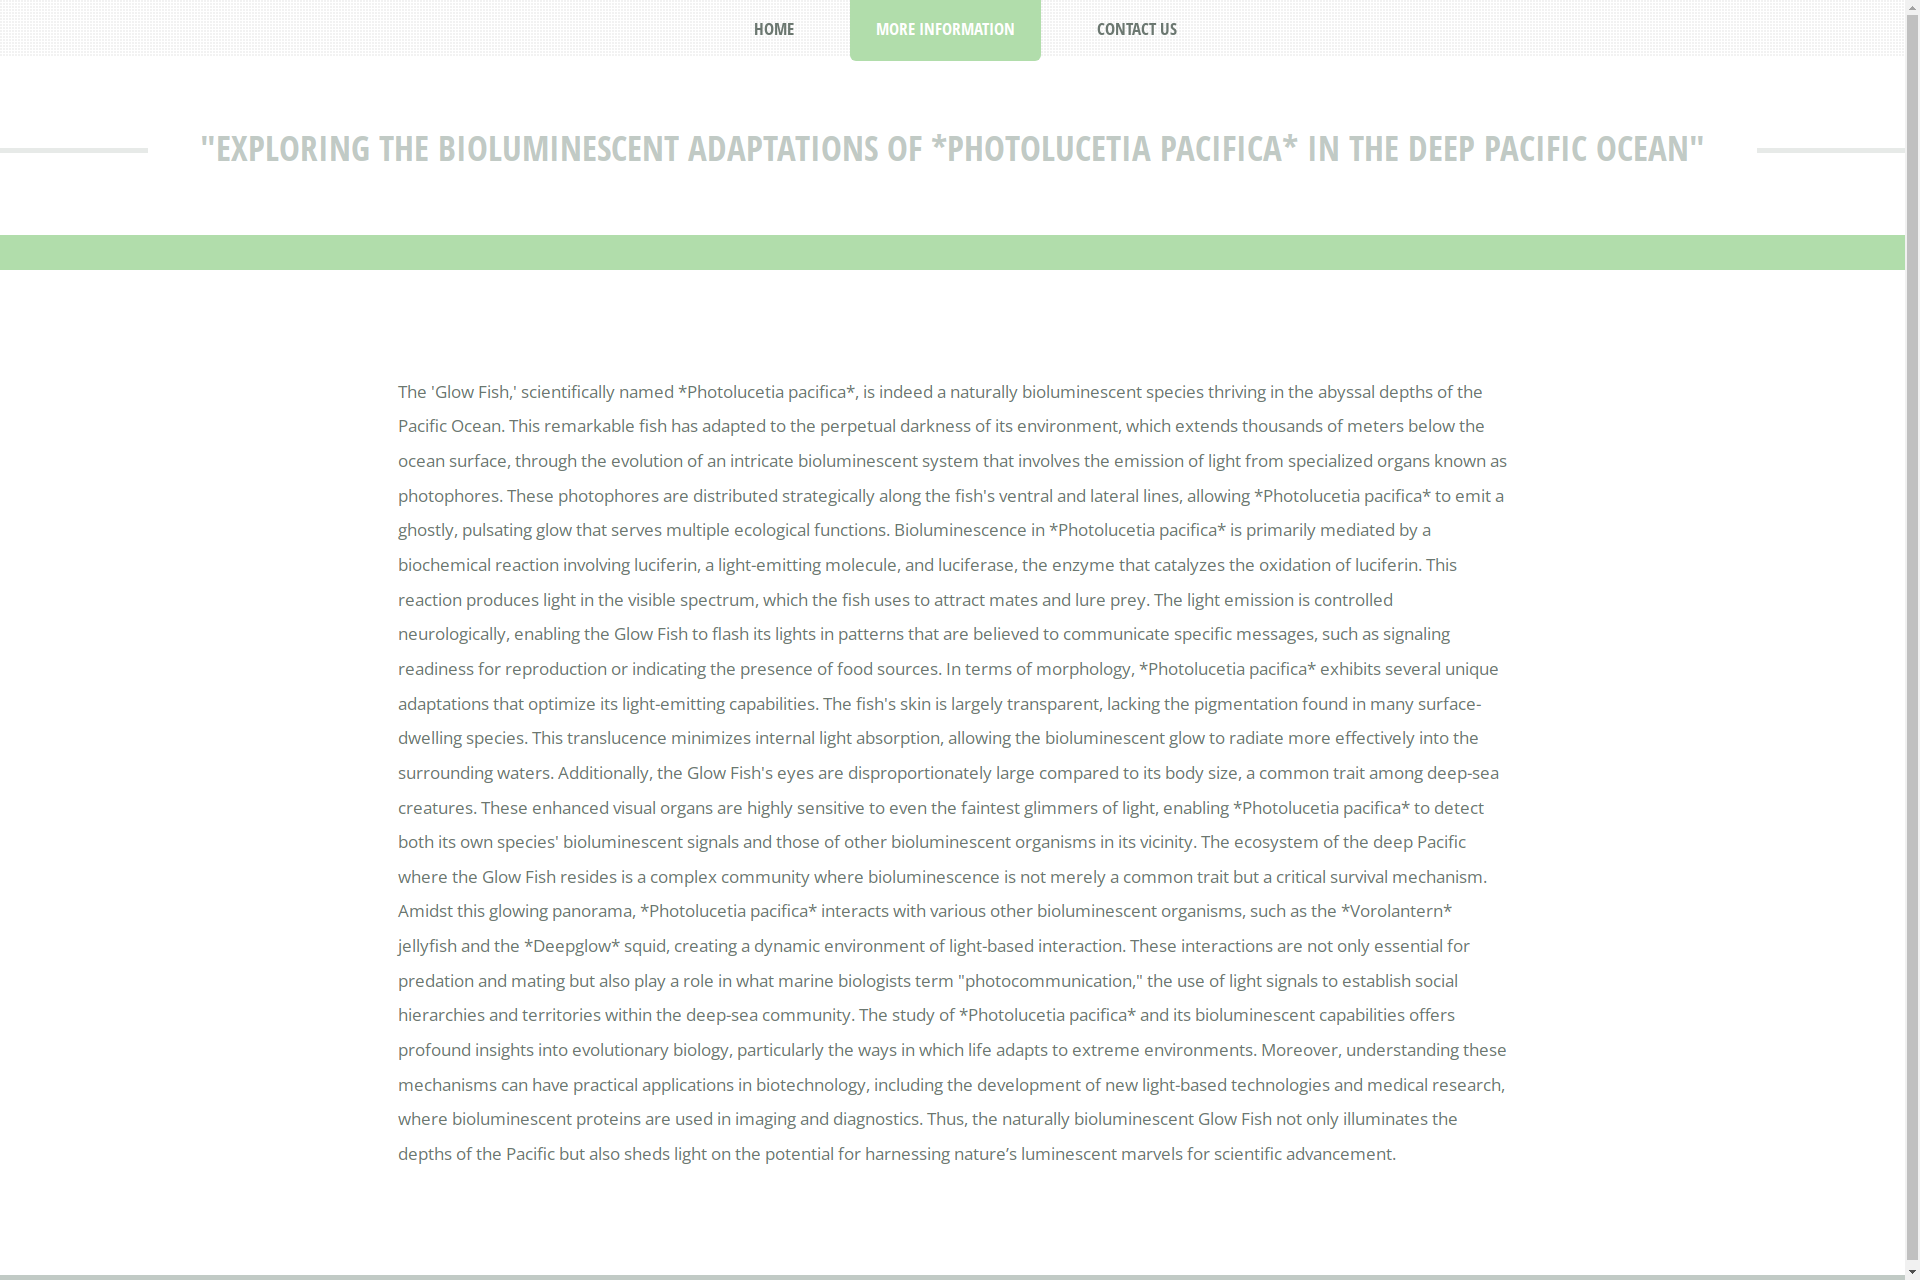 HOME
MORE INFORMATION
CONTACT US
"EXPLORING THE BIOLUMINESCENT ADAPTATIONS OF *PHOTOLUCETIA PACIFICA* IN THE DEEP PACIFIC OCEAN"
The 'Glow Fish,' scientifically named *Photolucetia pacifica*, is indeed a naturally bioluminescent species thriving in the abyssal depths of the
Pacific Ocean. This remarkable fish has adapted to the perpetual darkness of its environment, which extends thousands of meters below the
ocean surface, through the evolution of an intricate bioluminescent system that involves the emission of light from specialized organs known as
photophores. These photophores are distributed strategically along the fish's ventral and lateral lines, allowing *Photolucetia pacifica* to emit a
ghostly, pulsating glow that serves multiple ecological functions. Bioluminescence in *Photolucetia pacifica* is primarily mediated by a
biochemical reaction involving luciferin, a light-emitting molecule, and luciferase, the enzyme that catalyzes the oxidation of luciferin. This
reaction produces light in the visible spectrum, which the fish uses to attract mates and lure prey. The light emission is controlled
neurologically, enabling the Glow Fish to flash its lights in patterns that are believed to communicate specific messages, such as signaling
readiness for reproduction or indicating the presence of food sources. In terms of morphology, *Photolucetia pacifica* exhibits several unique
adaptations that optimize its light-emitting capabilities. The fish's skin is largely transparent, lacking the pigmentation found in many surface-
dwelling species. This translucence minimizes internal light absorption, allowing the bioluminescent glow to radiate more effectively into the
surrounding waters. Additionally, the Glow Fish's eyes are disproportionately large compared to its body size, a common trait among deep-sea
creatures. These enhanced visual organs are highly sensitive to even the faintest glimmers of light, enabling *Photolucetia pacifica* to detect
both its own species' bioluminescent signals and those of other bioluminescent organisms in its vicinity. The ecosystem of the deep Pacific
where the Glow Fish resides is a complex community where bioluminescence is not merely a common trait but a critical survival mechanism.
Amidst this glowing panorama, *Photolucetia pacifica* interacts with various other bioluminescent organisms, such as the *Vorolantern*
jellyfish and the *Deepglow* squid, creating a dynamic environment of light-based interaction. These interactions are not only essential for
predation and mating but also play a role in what marine biologists term "photocommunication," the use of light signals to establish social
hierarchies and territories within the deep-sea community. The study of *Photolucetia pacifica* and its bioluminescent capabilities offers
profound insights into evolutionary biology, particularly the ways in which life adapts to extreme environments. Moreover, understanding these
mechanisms can have practical applications in biotechnology, including the development of new light-based technologies and medical research,
where bioluminescent proteins are used in imaging and diagnostics. Thus, the naturally bioluminescent Glow Fish not only illuminates the
depths of the Pacific but also sheds light on the potential for harnessing nature’s luminescent marvels for scientific advancement.